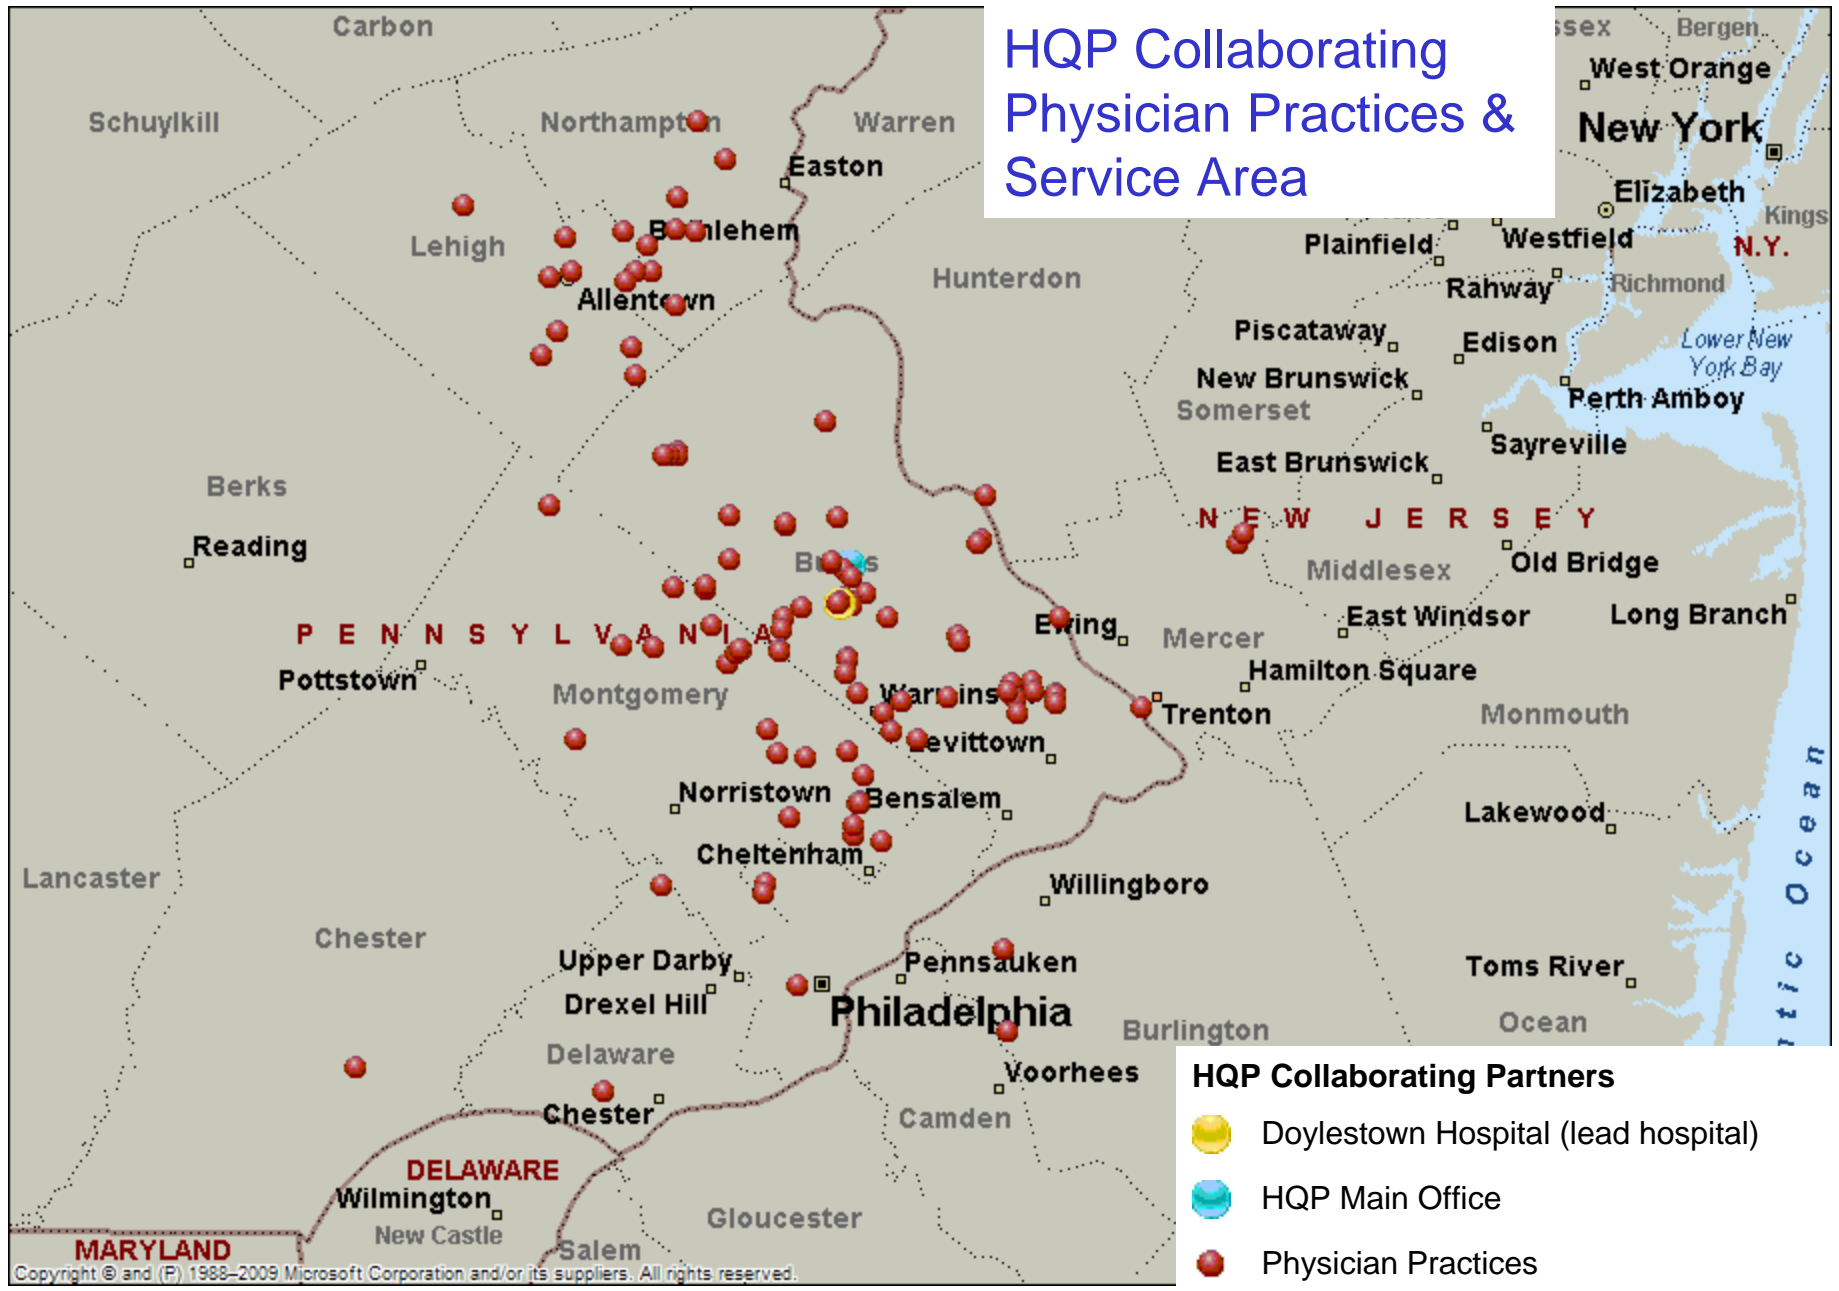 HQP Collaborating
Physician Practices &
Service Area
Carbon
Bergen
West Orange
Schuylkill
Northampton
Warren
New York
Easton
Elizabeth
Kings
Lehigh
Bethlehem
Plainfield
Westfield
N.Y.
Hunterdon
Rahway
Richmond
Allentown
Piscataway
Edison
Lower New
York Bay
New Brunswick
Somerset
Perth Amboy
Sayreville
East Brunswick
Berks
NEW JERSEY
Reading
Bucks
Middlesex
Old Bridge
PENNSYLVANIA
Ewing
Mercer
East Windsor
Long Branch
Pottstown
Hamilton Square
Montgomery
Trenton
Monmouth
Levittown
Norristown
Bensalem
Lakewood
Cheltenham
Lancaster
Willingboro
Chester
Upper Darby
Pennsauken
Toms River
Drexel Hill
Philadelphia
Burlington
Ocean
Delaware
Voorhees
Chester
Camden
DELAWARE
Wilmington
New Castle
Gloucester
MARYLAND
Salem
Copyright © and (P) 1988–2009 Microsoft Corporation and/or its suppliers. All rights reserved.
HQP Collaborating Partners
Doylestown Hospital (lead hospital)
HQP Main Office
Physician Practices